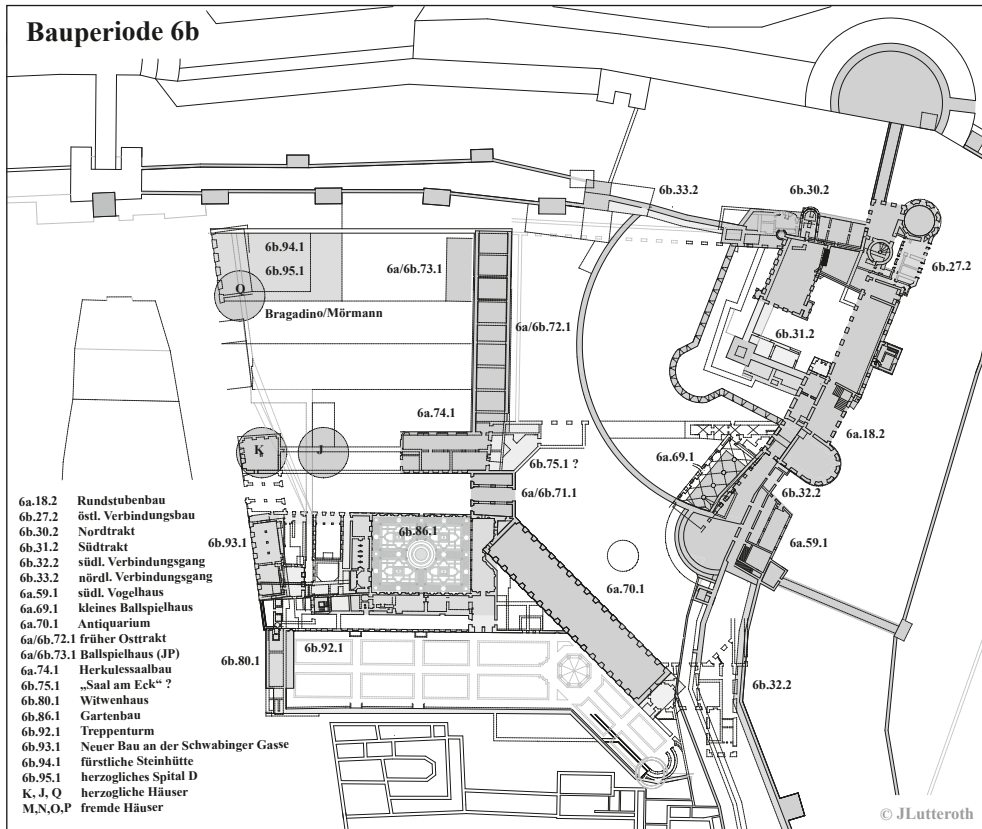 Bauperiode 6b
6b.33.2
6b.30.2
6b.94.1
6b.95.1
6a/6b.73.1
6b.27.2
Q
Bragadino/Mörmann
6a/6b.72.1
6b.31.2
6a.74.1
K
J
6a.18.2
6a.69.1
6b.75.1 ?
6a/6b.71.1
6b.32.2
6b.93.1
6b.86.1
6a.59.1
6a.70.1
6b.80.1
6b.92.1
6b.32.2
6a.18.2 Rundstubenbau
6b.27.2 östl. Verbindungsbau
6b.30.2 Nordtrakt
6b.31.2 Südtrakt
6b.32.2 südl. Verbindungsgang
6b.33.2 nördl. Verbindungsgang
6a.59.1 südl. Vogelhaus
6a.69.1 kleines Ballspielhaus
6a.70.1 Antiquarium
6a/6b.72.1 früher Osttrakt
6a/6b.73.1 Ballspielhaus (JP)
6a.74.1 Herkulessaalbau
6b.75.1 „Saal am Eck“ ?
6b.80.1 Witwenhaus
6b.86.1 Gartenbau
6b.92.1 Treppenturm
6b.93.1 Neuer Bau an der Schwabinger Gasse
6b.94.1 fürstliche Steinhütte
6b.95.1 herzogliches Spital D
K, J, Q herzogliche Häuser
M,N,O,P fremde Häuser
© JLutteroth